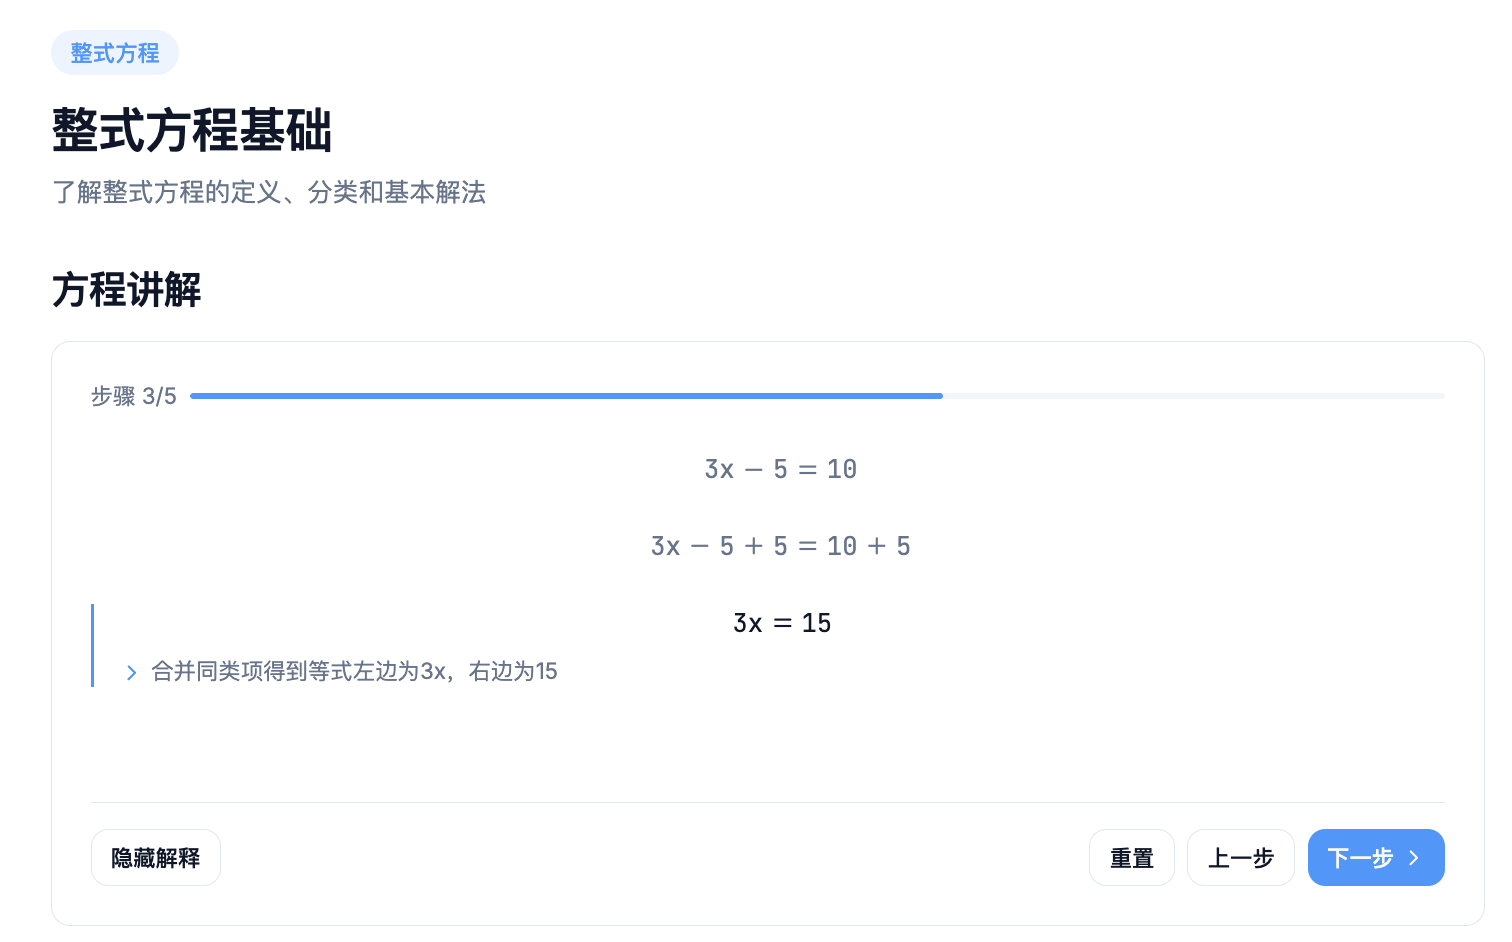 整式方程
整式方程基础
了解整式方程的定义、分类和基本解法
方程讲解
步骤 3/5
3x − 5 = 10
3x − 5 + 5 = 10 + 5
3x = 15
合并同类项得到等式左边为3x，右边为15
隐藏解释
重置
上一步
下一步